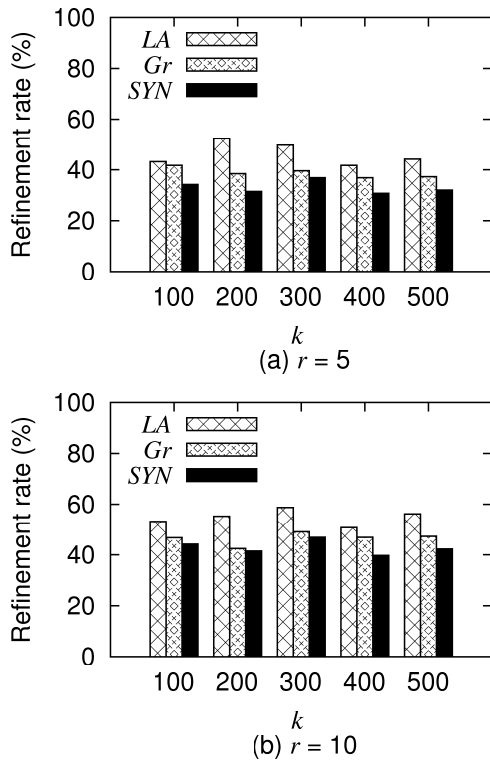 100
80
60
40
20
0
Refinement rate (%)
LA
Gr
SYN
100 200 300 400 500
k
(a) r = 5
100
80
60
40
20
0
Refinement rate (%)
LA
Gr
SYN
100 200 300 400 500
k
(b) r = 10